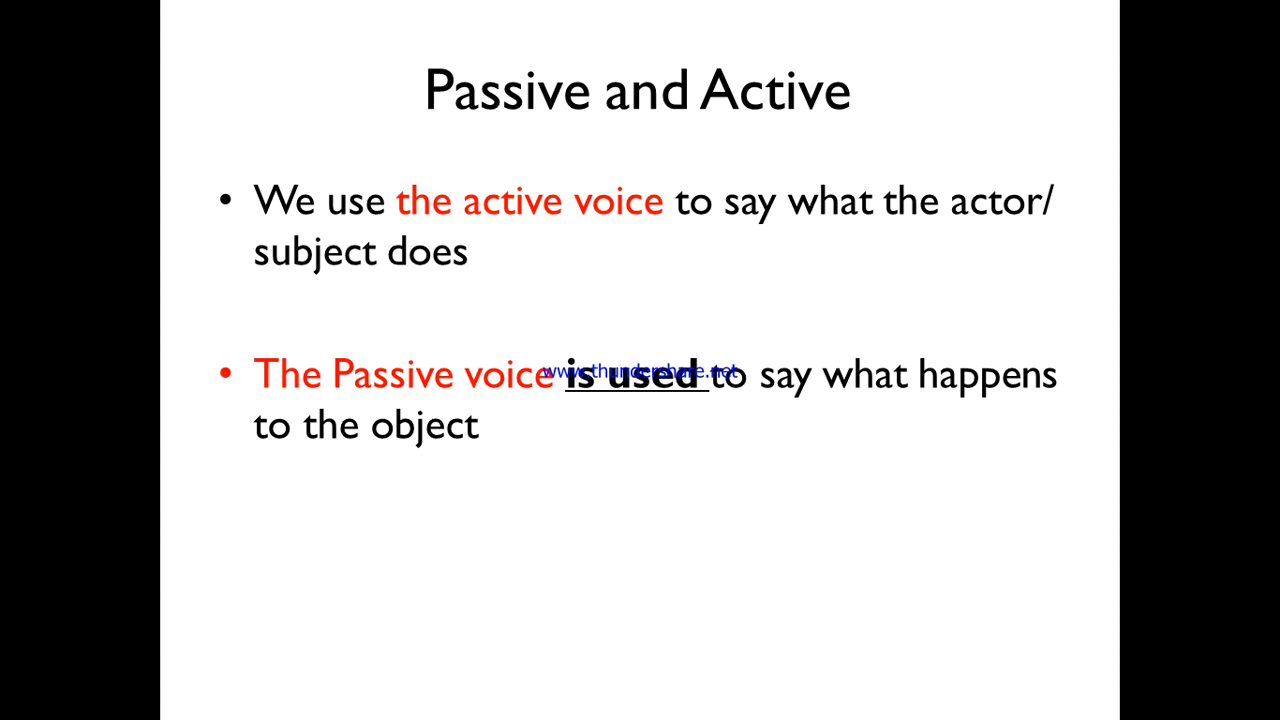 Passive and Active
• We use the active voice to say what the actor/
subject does
• The Passive voice is used to say what happens
www.thundershare.net
to the object